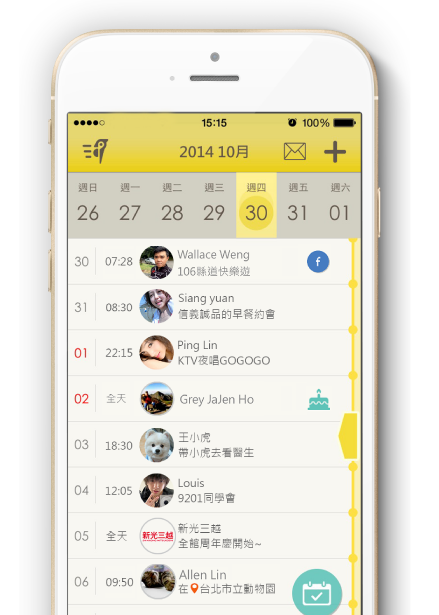 15:15
100%
2014 10月
週日 週一 週二 週三 週四 週五 週六
26 27 28 29 30 31 01
30 07:28 Wallace Weng
106縣道快樂遊
f
31 08:30 Siang yuan
信義誠品的早餐約會
01 22:15 Ping Lin
KTV夜唱GOGOGO
02 全天 Grey JaJen Ho
03 18:30 王小虎
帶小虎去看醫生
04 12:05 Louis
9201同學會
05 全天 新光三越 新光三越
全館周年慶開始~
06 09:50 Allen Lin
在台北市立動物園